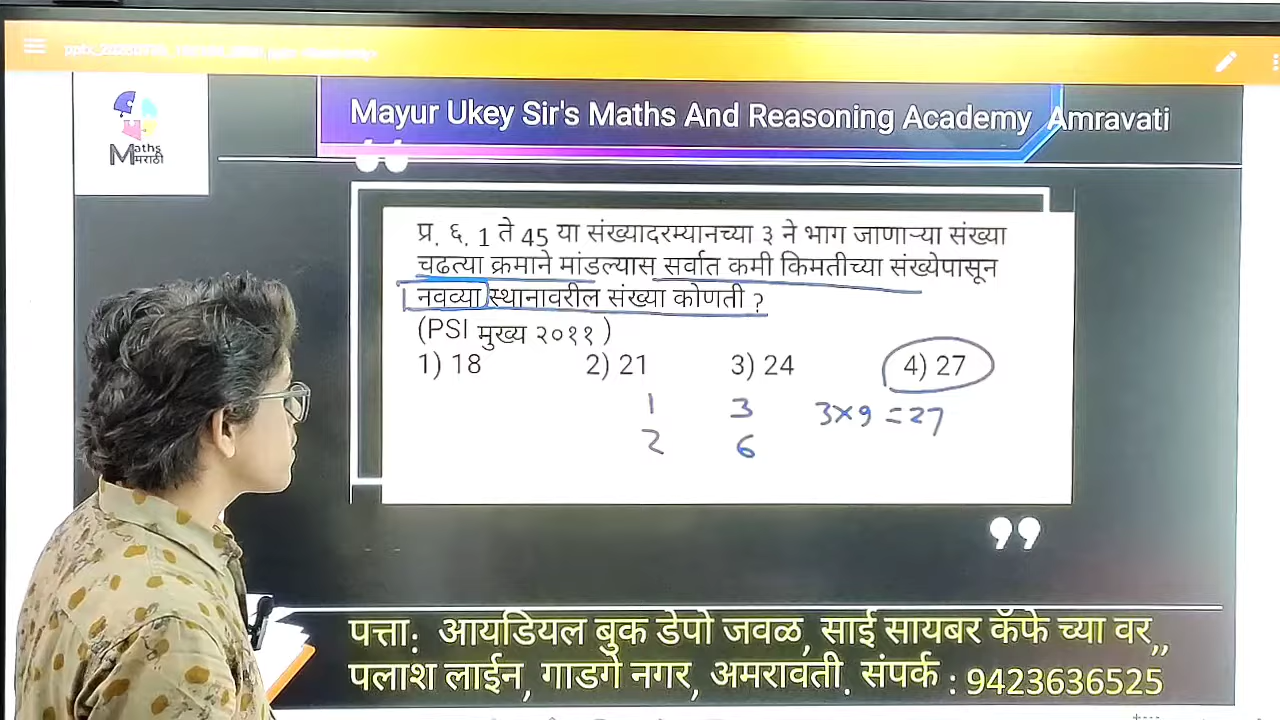 Maths
मराठी
Mayur Ukey Sir's Maths And Reasoning Academy Amravati
प्र. ६. 1 ते 45 या संख्यादरम्यानच्या ३ ने भाग जाणाऱ्या संख्या
चढत्या क्रमाने मांडल्यास सर्वात कमी किमतीच्या संख्येपासून
नवव्या स्थानावरील संख्या कोणती ?
(PSI मुख्य २०११ )
1) 18 2) 21 3) 24 4) 27
1 3 3×9 =27
2 6
पत्ता: आयडियल बुक डेपो जवळ, साई सायबर कॅफे च्या वर,,
पलाश लाईन, गाडगे नगर, अमरावती. संपर्क : 9423636525